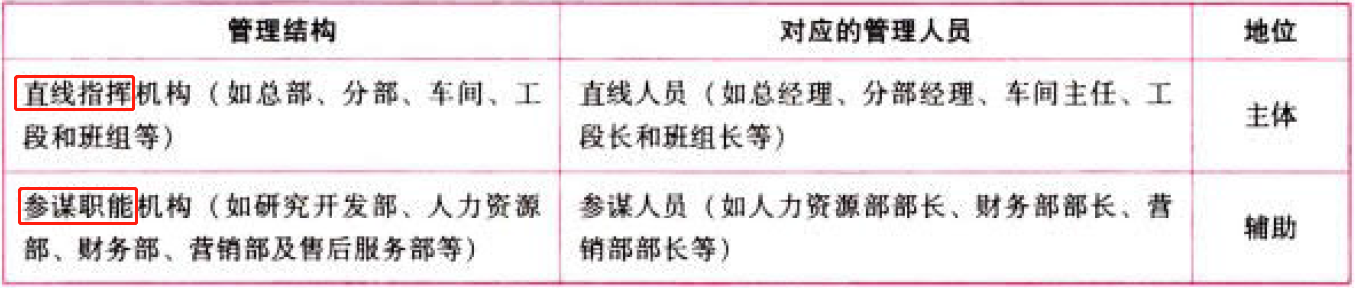 管理结构 对应的管理人员 地位
直线指挥机构（如总部、分部、车间、工
段和班组等）
直线人员（如总经理、分部经理、车间主任、工
段长和班组长等）
主体
参谋职能机构（如研究开发部、人力资源
部、财务部、营销部及售后服务部等）
参谋人员（如人力资源部部长、财务部部长、营
销部部长等）
辅助